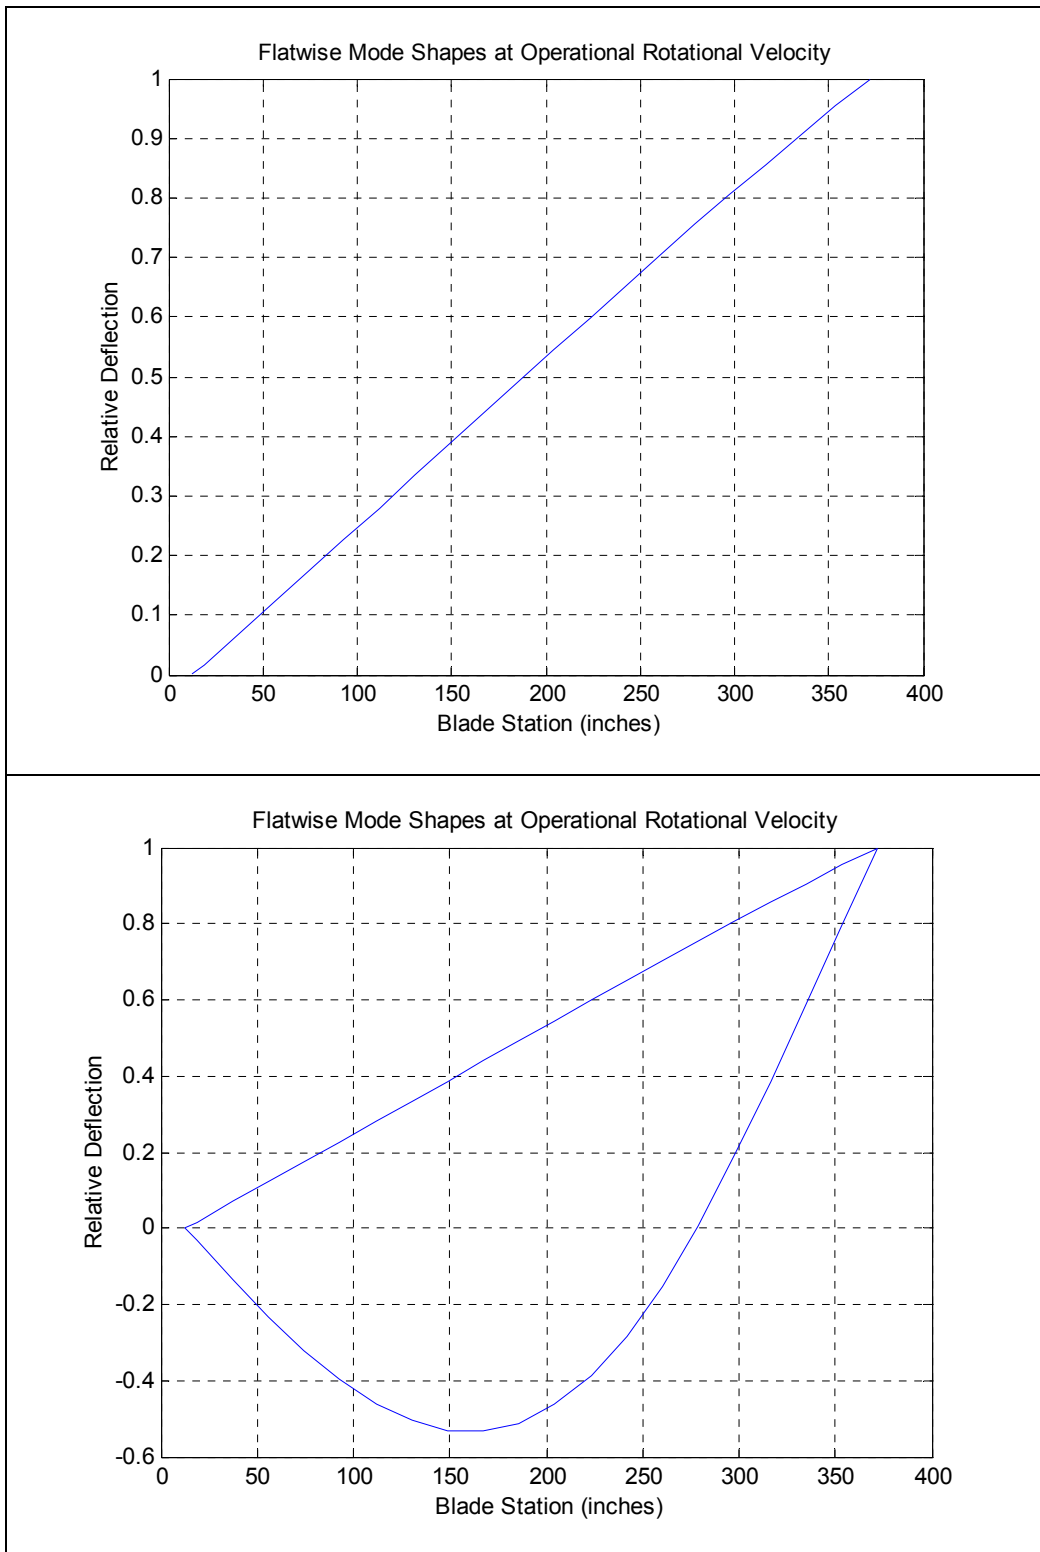 Flatwise Mode Shapes at Operational Rotational Velocity
1
0.9
0.8
0.7
0.6
0.5
0.4
0.3
0.2
0.1
0
Relative Deflection
0 50 100 150 200 250 300 350 400
Blade Station (inches)
Flatwise Mode Shapes at Operational Rotational Velocity
1
0.8
0.6
0.4
0.2
0
-0.2
-0.4
-0.6
Relative Deflection
0 50 100 150 200 250 300 350 400
Blade Station (inches)